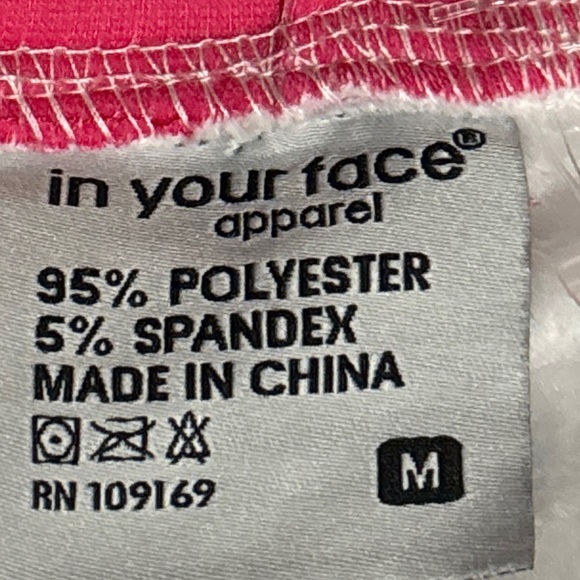 in your face®
apparel
95% POLYESTER
5% SPANDEX
MADE IN CHINA
RN 109169
M